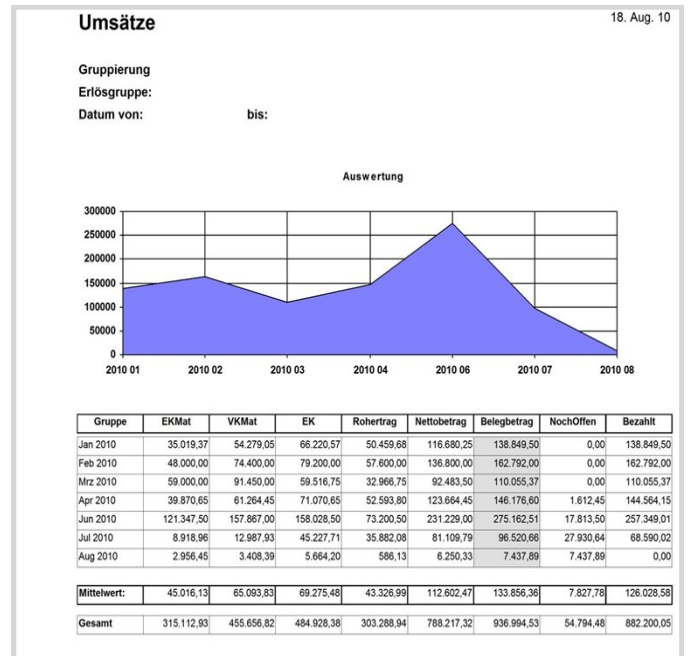 Umsätze 18. Aug. 10
Gruppierung
Erlösgruppe:
Datum von: bis:
Auswertung
300000
250000
200000
150000
100000
50000
0
2010 01 2010 02 2010 03 2010 04 2010 06 2010 07 2010 08
Gruppe EKMat VKMat EK Rohertrag Nettobetrag Belegbetrag NochOffen Bezahlt
Jan 2010 35.019,37 54.279,05 66.220,57 50.459,68 116.680,25 138.849,50 0,00 138.849,50
Feb 2010 48.000,00 74.400,00 79.200,00 57.600,00 136.800,00 162.792,00 0,00 162.792,00
Mrz 2010 59.000,00 91.450,00 59.516,75 32.966,75 92.483,50 110.055,37 0,00 110.055,37
Apr 2010 39.870,65 61.264,45 71.070,65 52.593,80 123.664,45 146.176,60 1.612,45 144.564,15
Jun 2010 121.347,50 157.867,00 158.028,50 73.200,50 231.229,00 275.162,51 17.813,50 257.349,01
Jul 2010 8.918,96 12.987,93 45.227,71 35.882,08 81.109,79 96.520,66 27.930,64 68.590,02
Aug 2010 2.956,45 3.408,39 5.664,20 586,13 6.250,33 7.437,89 7.437,89 0,00
Mittelwert: 45.016,13 65.093,83 69.275,48 43.326,99 112.602,47 133.856,36 7.827,78 126.028,58
Gesamt 315.112,93 455.656,82 484.928,38 303.288,94 788.217,32 936.994,53 54.794,48 882.200,05